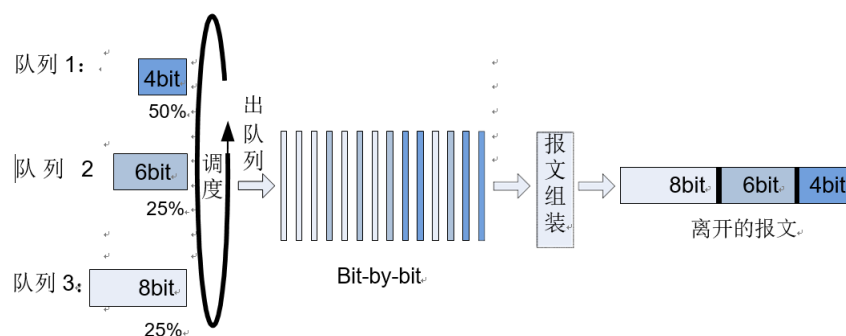 队列 1:
4bit
50%
队 列 2
6bit
25%
队列 3:
8bit
25%
调度
出队列
Bit-by-bit
报文组装
8bit 6bit 4bit
离开的报文